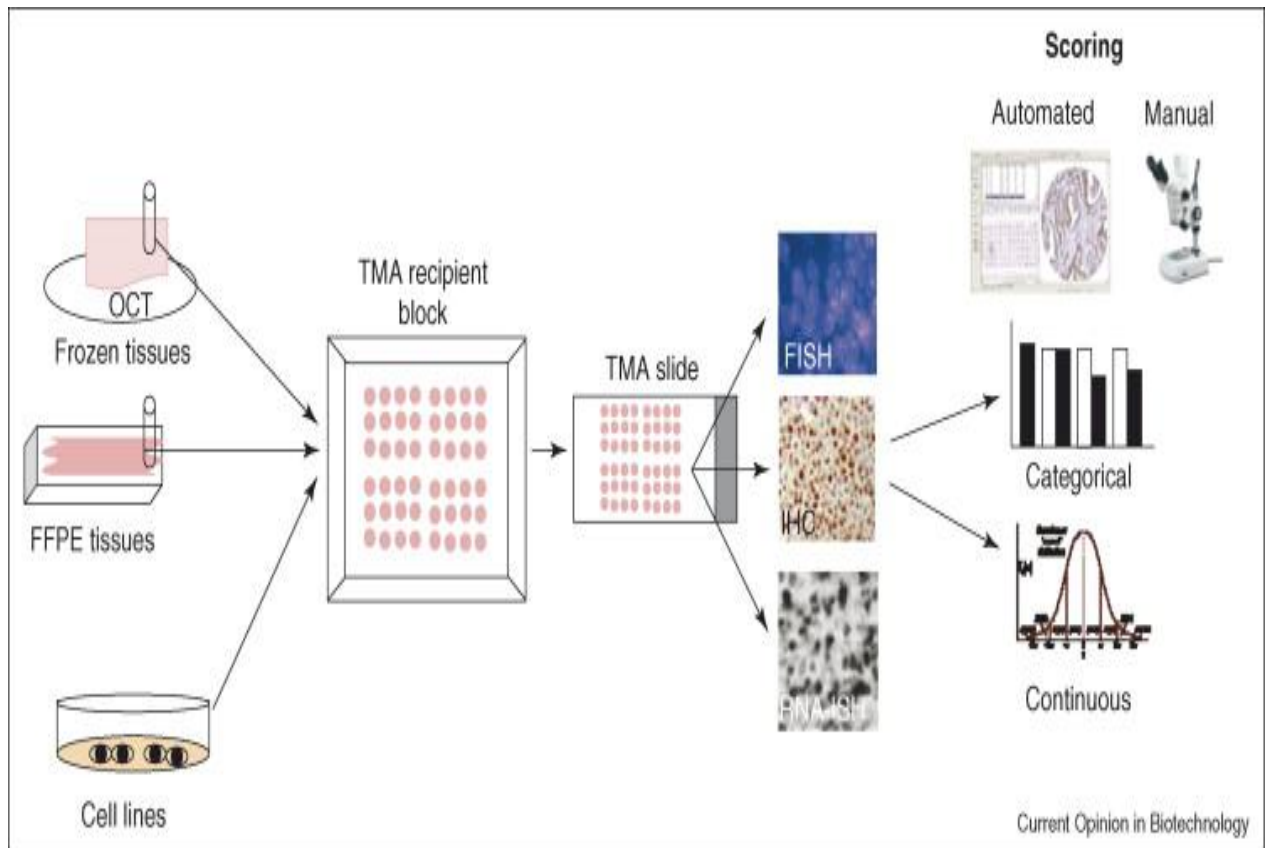 Scoring
Automated
Manual
OCT
Frozen tissues
FFPE tissues
Cell lines
TMA recipient
block
TMA slide
FISH
IHC
RNA-ISH
Categorical
Continuous
Current Opinion in Biotechnology